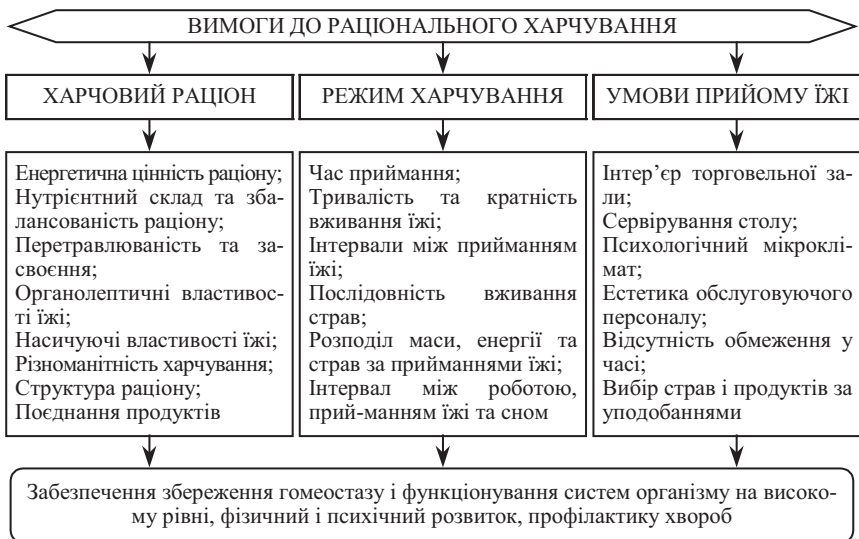 ВИМОГИ ДО РАЦІОНАЛЬНОГО ХАРЧУВАННЯ
ХАРЧОВИЙ РАЦІОН
Енергетична цінність раціону;
Нутрієнтний склад та зба-
лансованість раціону;
Перетравлюваність та за-
своєння;
Органолептичні властивос-
ті їжі;
Насичуючі властивості їжі;
Різноманітність харчування;
Структура раціону;
Поєднання продуктів
РЕЖИМ ХАРЧУВАННЯ
Час приймання;
Тривалість та кратність
вживання їжі;
Інтервали між прийманням
їжі;
Послідовність вживання
страв;
Розподіл маси, енергії та
страв за прийманнями їжі;
Інтервал між роботою,
прий-манням їжі та сном
УМОВИ ПРИЙОМУ ЇЖІ
Інтер’єр торговельної за-
ли;
Сервірування столу;
Психологічний мікроклі-
мат;
Естетика обслуговуючого
персоналу;
Відсутність обмеження у
часі;
Вибір страв і продуктів за
уподобаннями
Забезпечення збереження гомеостазу і функціонування систем організму на висо­ко-
му рівні, фізичний і психічний розвиток, профілактику хвороб